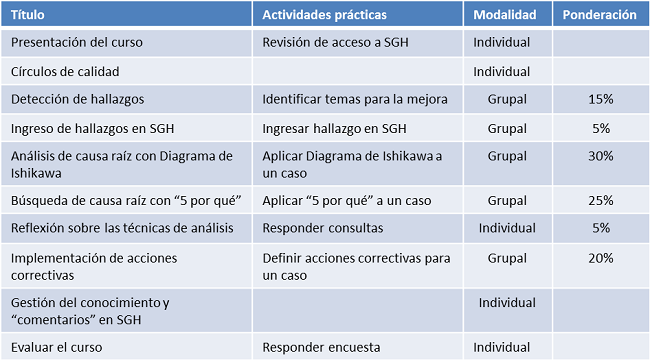 Título Actividades prácticas Modalidad Ponderación
Presentación del curso Revisión de acceso a SGH Individual
Círculos de calidad Individual
Detección de hallazgos Identificar temas para la mejora Grupal 15%
Ingreso de hallazgos en SGH Ingresar hallazgo en SGH Grupal 5%
Análisis de causa raíz con Diagrama de Aplicar Diagrama de Ishikawa a Grupal 30%
Ishikawa un caso
Búsqueda de causa raíz con “5 por qué” Aplicar “5 por qué” a un caso Grupal 25%
Reflexión sobre las técnicas de análisis Responder consultas Individual 5%
Implementación de acciones Definir acciones correctivas para Grupal 20%
correctivas un caso
Gestión del conocimiento y Individual
“comentarios” en SGH
Evaluar el curso Responder encuesta Individual